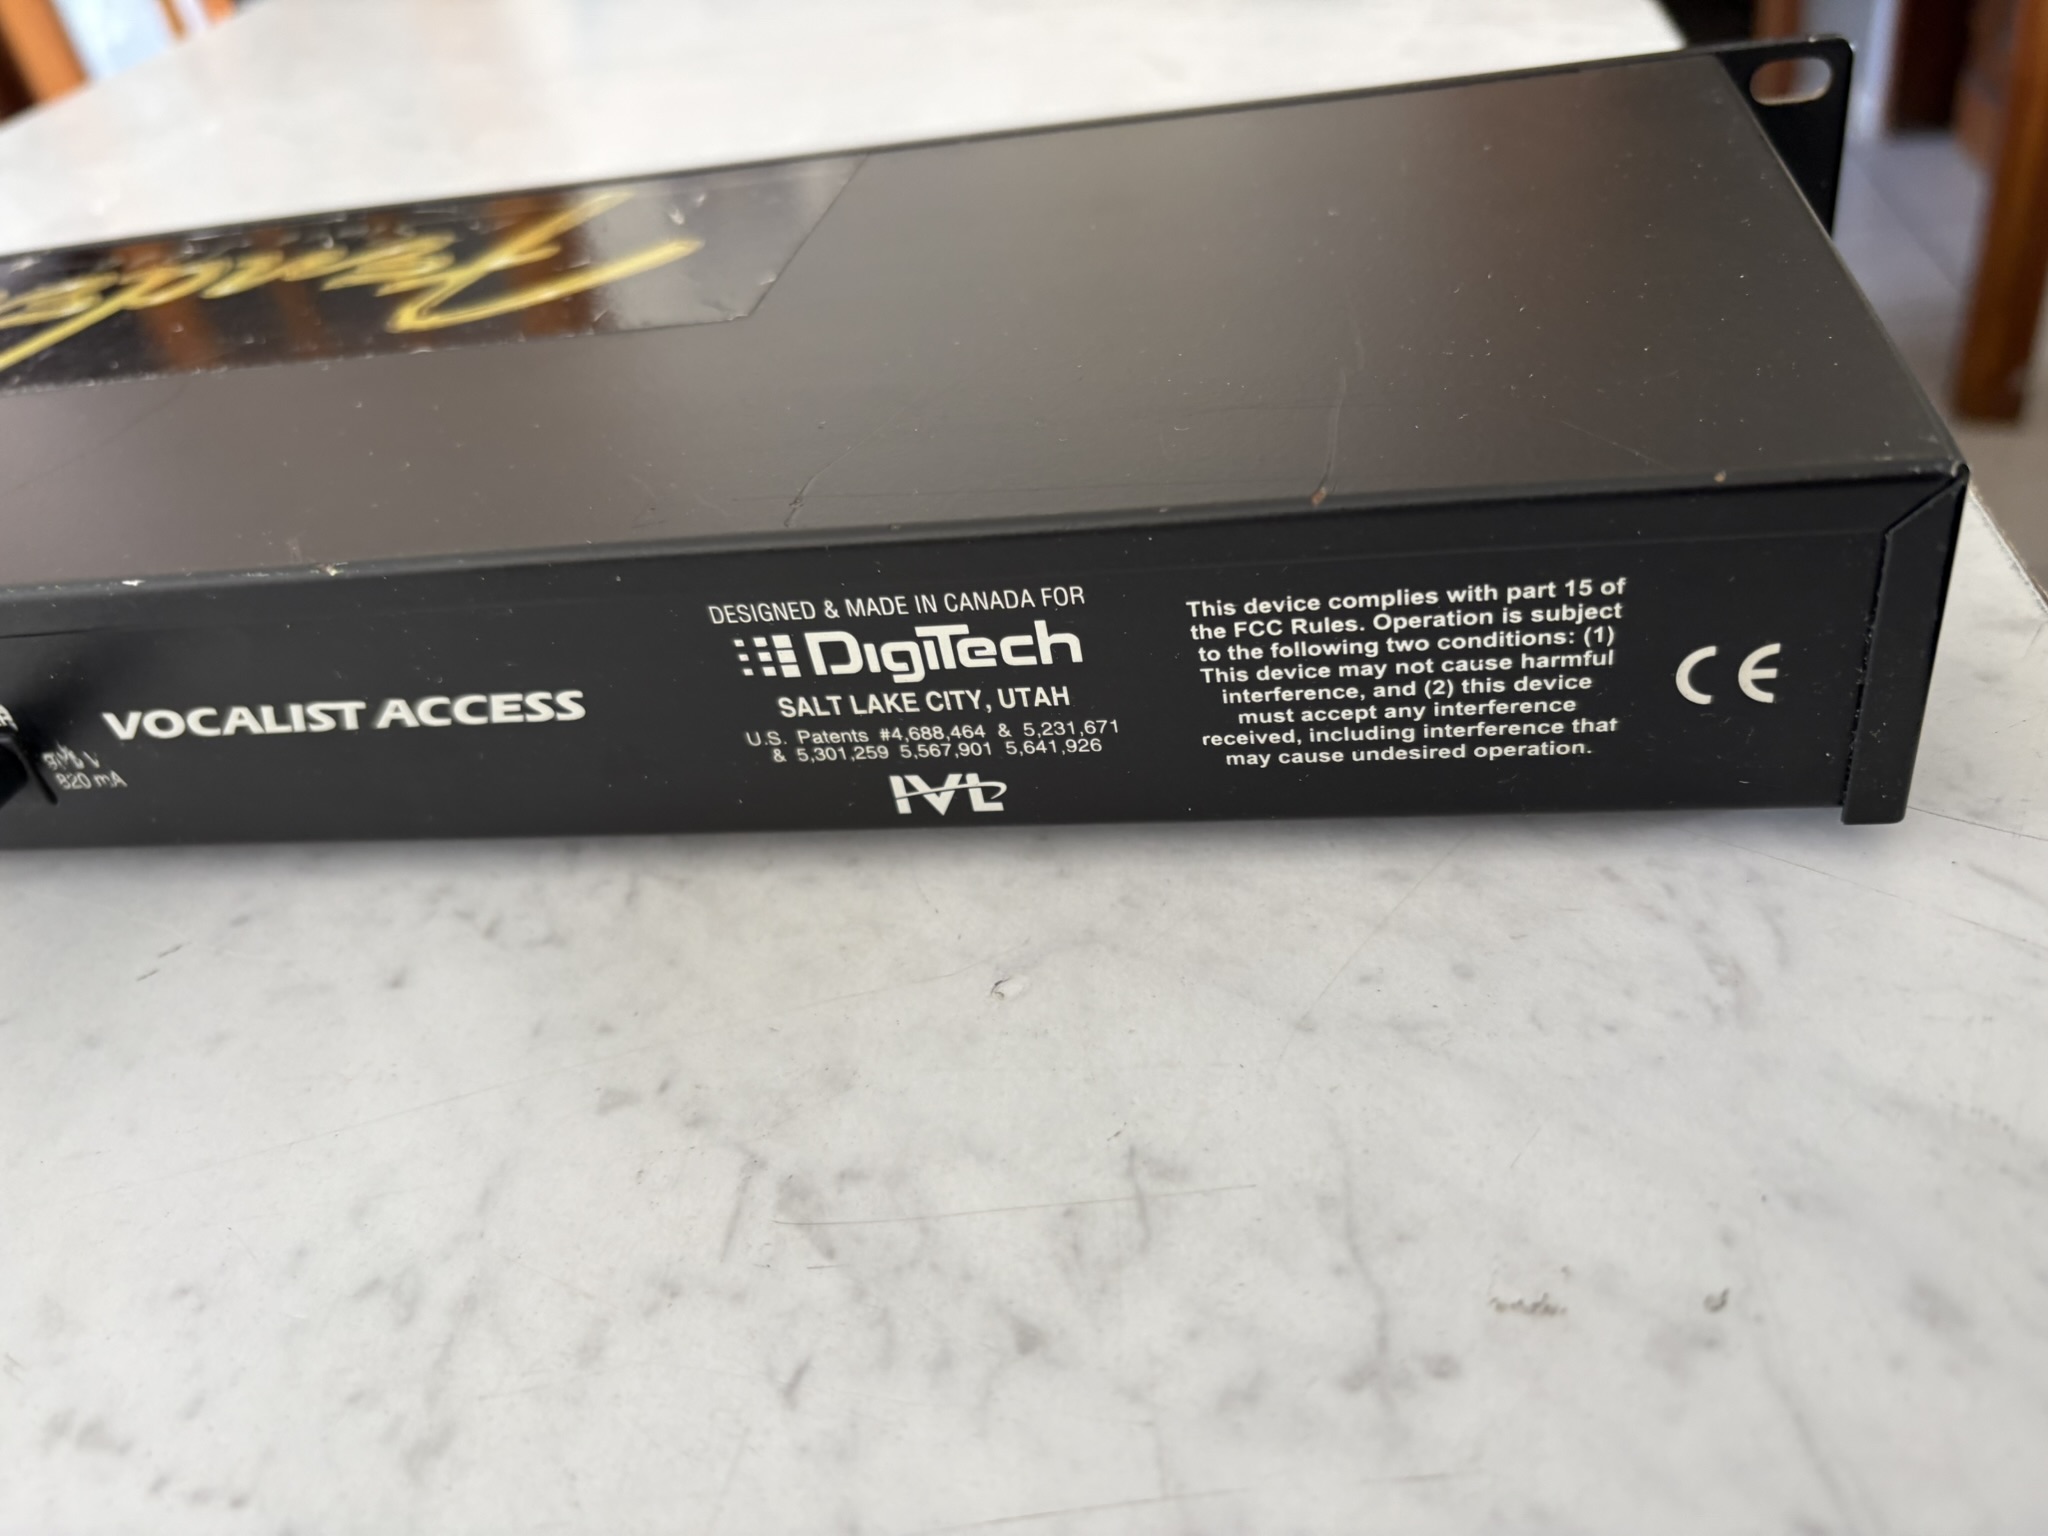 Fender
VOCALIST ACCESS
820 mA
DESIGNED & MADE IN CANADA FOR
DigiTech
SALT LAKE CITY, UTAH
U.S. Patents #4,688,464 & 5,231,671
& 5,301,259 5,567,901 5,641,926
IVL
This device complies with part 15 of
the FCC Rules. Operation is subject
to the following two conditions: (1)
This device may not cause harmful
interference, and (2) this device
must accept any interference
received, including interference that
may cause undesired operation.
CE